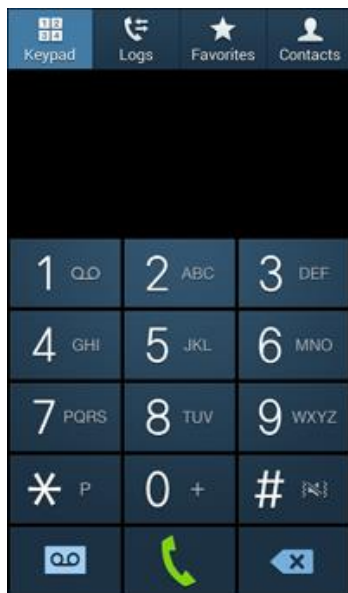 Keypad Logs Favorites Contacts
1 2 ABC 3 DEF
4 GHI 5 JKL 6 MNO
7 PQRS 8 TUV 9 WXYZ
* P 0 + #